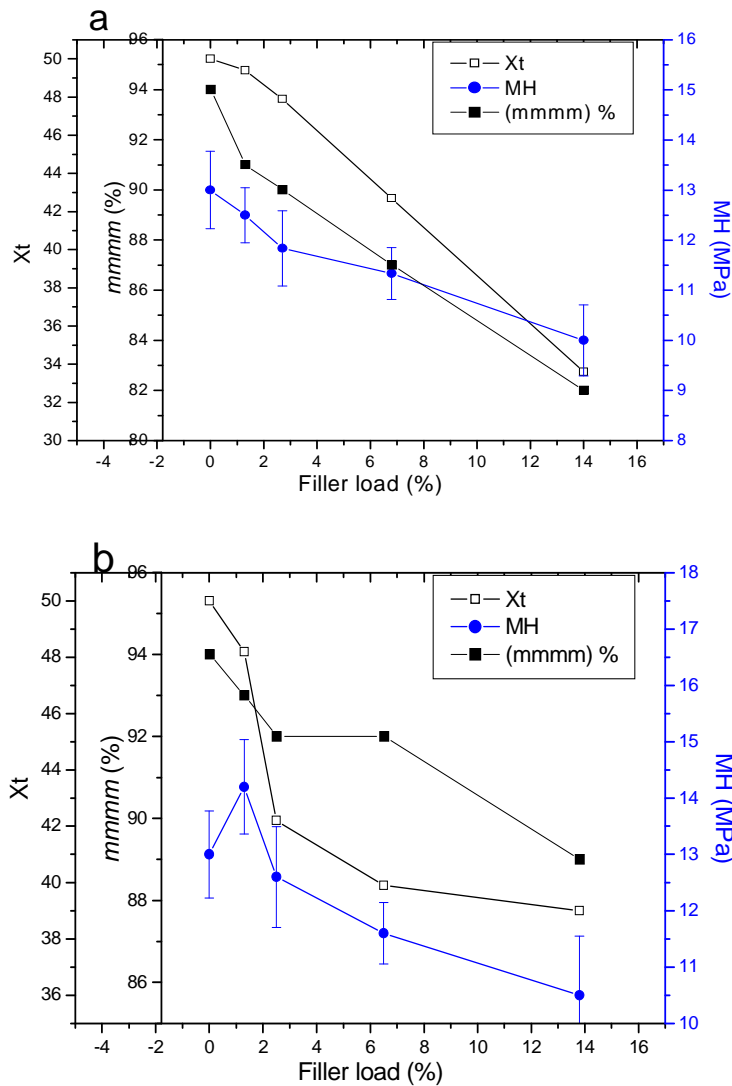 a
Xt
MH
(mmmm) %
50
48
46
44
42
40
38
36
34
32
30
Xt
96
94
92
90
88
86
84
82
80
mmmm (%)
16
15
14
13
12
11
10
9
8
MH (MPa)
-4 -2 0 2 4 6 8 10 12 14 16
Filler load (%)
b
Xt
MH
(mmmm) %
50
48
46
44
42
40
38
36
Xt
96
94
92
90
88
86
mmmm (%)
18
17
16
15
14
13
12
11
10
MH (MPa)
-4 -2 0 2 4 6 8 10 12 14 16
Filler load (%)